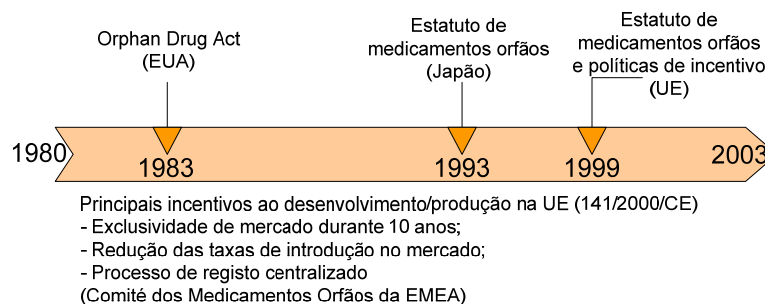 Orphan Drug Act
(EUA)
Estatuto de
medicamentos orfãos
(Japão)
Estatuto de
medicamentos orfãos
e políticas de incentivo
(UE)
1980
1983
1993
1999
2003
Principais incentivos ao desenvolvimento/produção na UE (141/2000/CE)
- Exclusividade de mercado durante 10 anos;
- Redução das taxas de introdução no mercado;
- Processo de registo centralizado
(Comité dos Medicamentos Orfãos da EMEA)